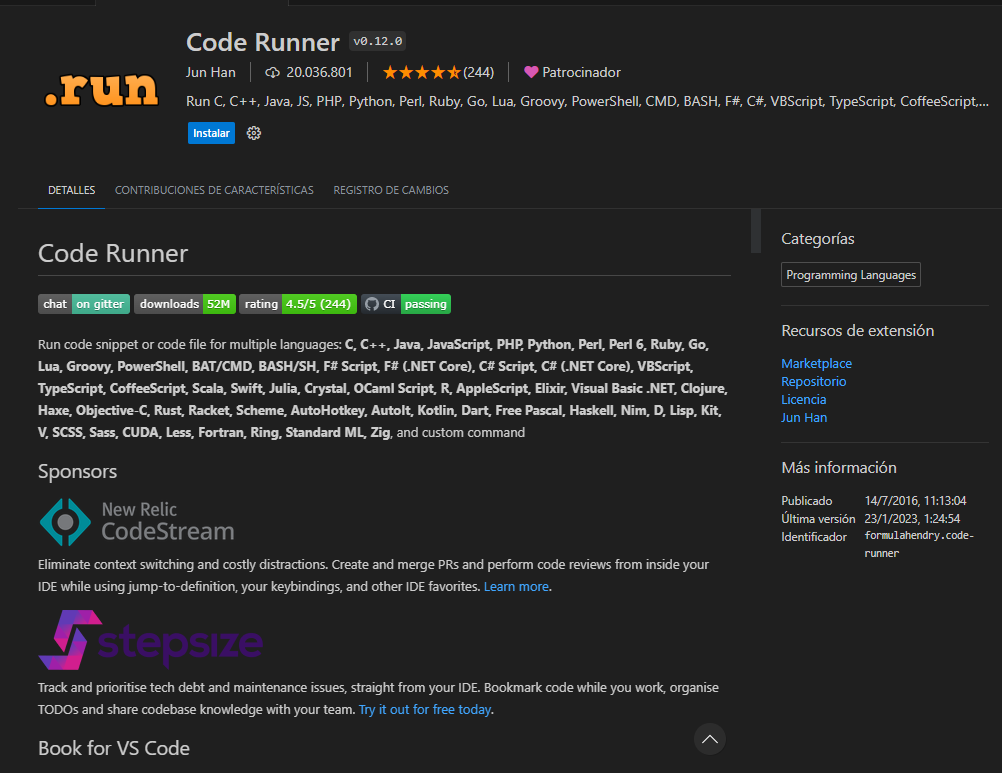 Code Runner v0.12.0
Jun Han 20.036.801 (244) Patrocinador
Run C, C++, Java, JS, PHP, Python, Perl, Ruby, Go, Lua, Groovy, PowerShell, CMD, BASH, F#, C#, VBScript, TypeScript, CoffeeScript,...
Instalar
.run
DETALLES CONTRIBUCIONES DE CARACTERÍSTICAS REGISTRO DE CAMBIOS
Code Runner
chat on gitter downloads 52M rating 4.5/5 (244) CI passing
Run code snippet or code file for multiple languages: C, C++, Java, JavaScript, PHP, Python, Perl, Perl 6, Ruby, Go,
Lua, Groovy, PowerShell, BAT/CMD, BASH/SH, F# Script, F# (.NET Core), C# Script, C# (.NET Core), VBScript,
TypeScript, CoffeeScript, Scala, Swift, Julia, Crystal, OCaml Script, R, AppleScript, Elixir, Visual Basic .NET, Clojure,
Haxe, Objective-C, Rust, Racket, Scheme, AutoHotkey, AutoIt, Kotlin, Dart, Free Pascal, Haskell, Nim, D, Lisp, Kit,
V, SCSS, Sass, CUDA, Less, Fortran, Ring, Standard ML, Zig, and custom command
Sponsors
New Relic
CodeStream
Eliminate context switching and costly distractions. Create and merge PRs and perform code reviews from inside your
IDE while using jump-to-definition, your keybindings, and other IDE favorites. Learn more.
stepsize
Track and prioritise tech debt and maintenance issues, straight from your IDE. Bookmark code while you work, organise
TODOs and share codebase knowledge with your team. Try it out for free today.
Book for VS Code
Categorías
Programming Languages
Recursos de extensión
Marketplace
Repositorio
Licencia
Jun Han
Más información
Publicado 14/7/2016, 11:13:04
Última versión 23/1/2023, 1:24:54
Identificador formulahendry.code-
runner